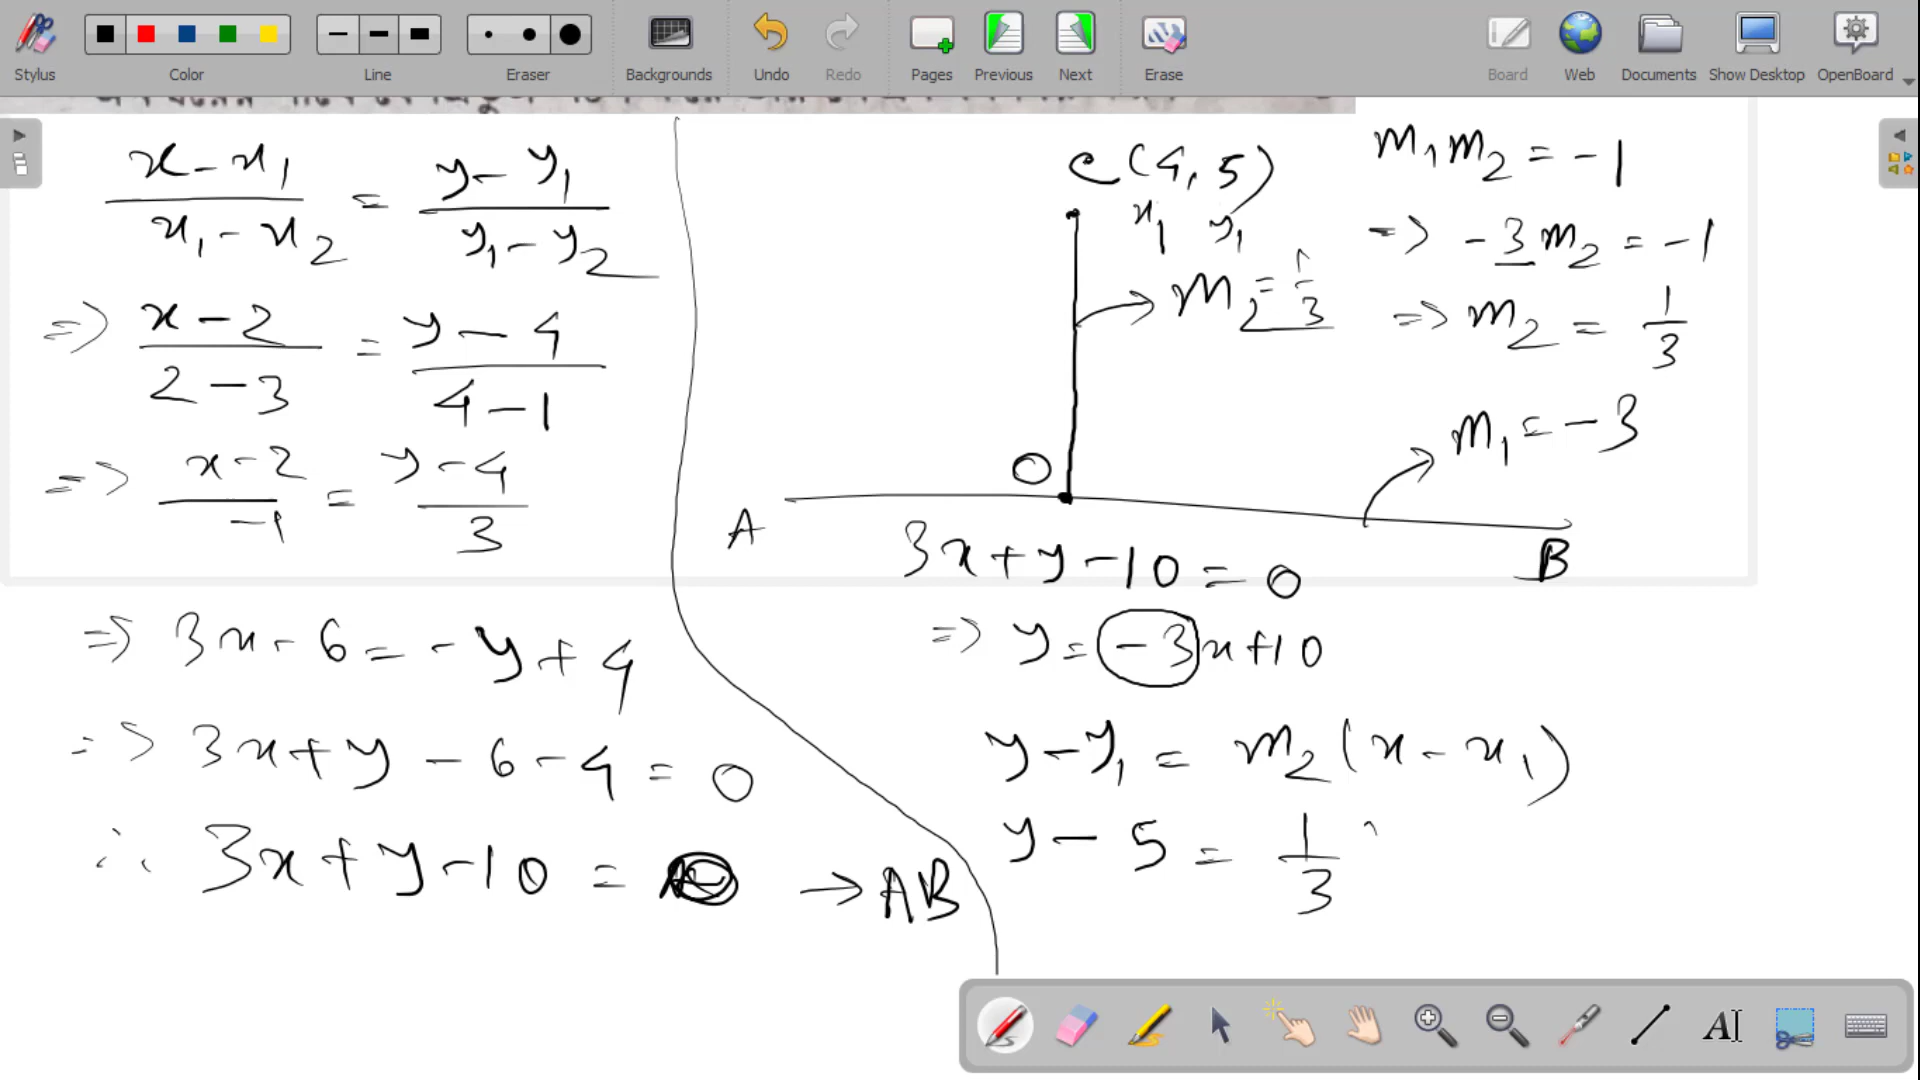 Stylus Color Line Eraser Backgrounds Undo Redo Pages Previous Next Erase Board Web Documents Show Desktop OpenBoard
x-x₁/x₁-x₂ = y-y₁/y₁-y₂
=> x-2/2-3 = y-4/4-1
=> x-2/-1 = y-4/3
=> 3x-6 = -y+4
=> 3x+y-6-4=0
∴ 3x+y-10 = → AB
C(4,5)
x₁ y₁
m₂ = 1/3
O
A
B
m₁m₂ = -1
=> -3m₂ = -1
=> m₂ = 1/3
m₁ = -3
3x+y-10=0
=> y = -3x+10
y-y₁ = m₂(x-x₁)
y-5 = 1/3
AI